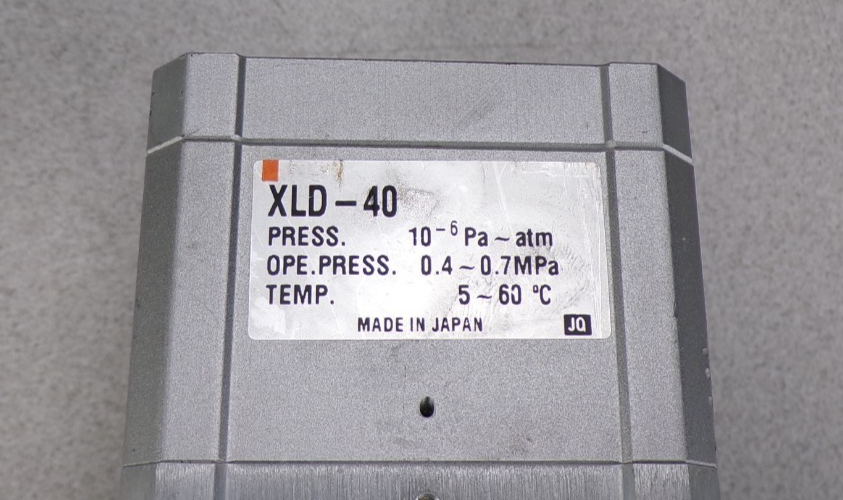 XLD-40
PRESS. 10⁻⁶ Pa ~ atm
OPE.PRESS. 0.4 ~ 0.7MPa
TEMP. 5 ~ 60 °C
MADE IN JAPAN JQ